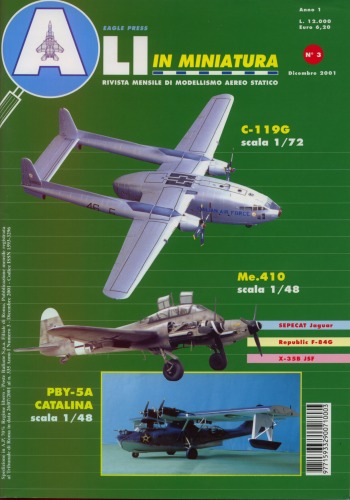 EAGLE PRESS
ALI IN MINIATURA
RIVISTA MENSILE DI MODELLISMO AEREO STATICO
Anno 1
L. 12.000
Euro 6,20
N° 3
Dicembre 2001
C-119G
scala 1/72
Me.410
scala 1/48
SEPECAT Jaguar
Republic F-84G
X-35B JSF
PBY-5A
CATALINA
scala 1/48
9771593290071003